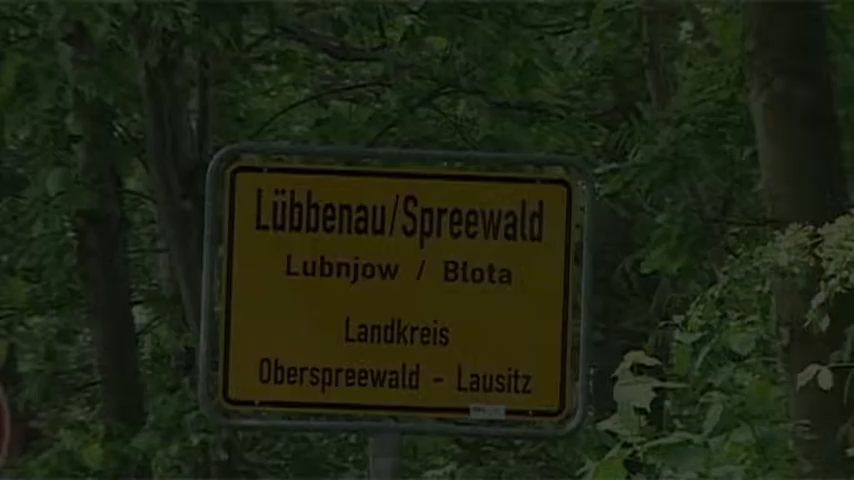 Lübbenau/Spreewald
Lubnjow / Błota
Landkreis
Oberspreewald - Lausitz